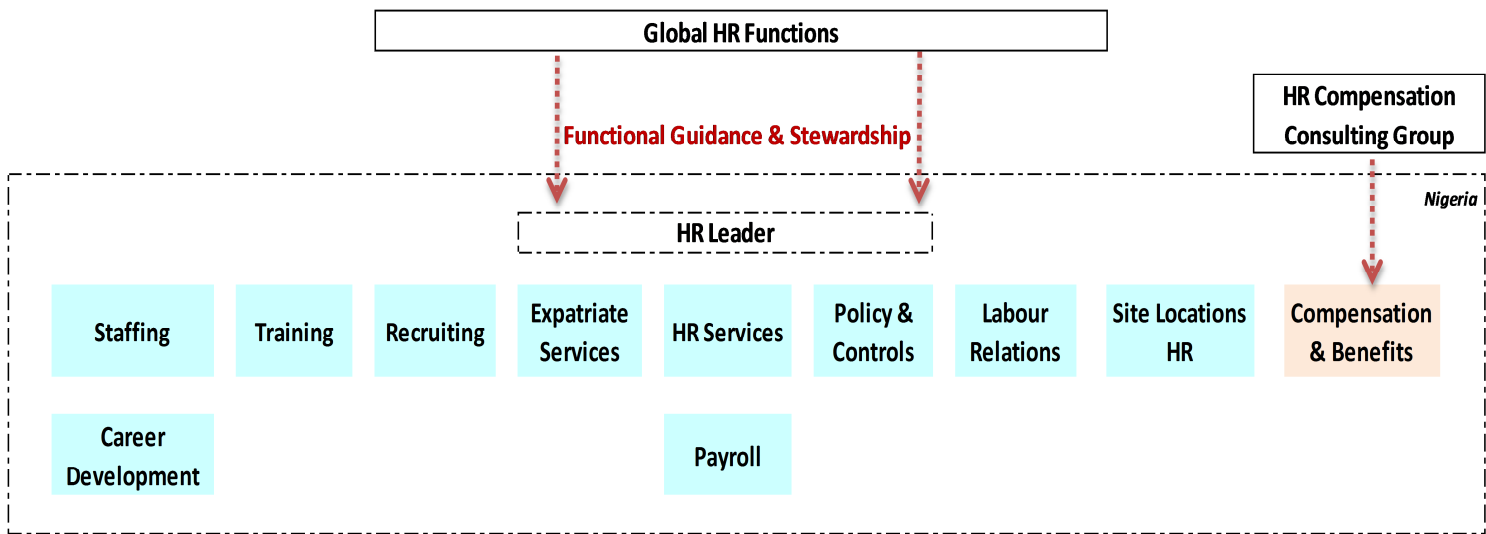 Global HR Functions
HR Compensation
Consulting Group
Functional Guidance & Stewardship
Nigeria
HR Leader
Staffing
Training
Recruiting
Expatriate
Services
HR Services
Policy &
Controls
Labour
Relations
Site Locations
HR
Compensation
& Benefits
Career
Development
Payroll